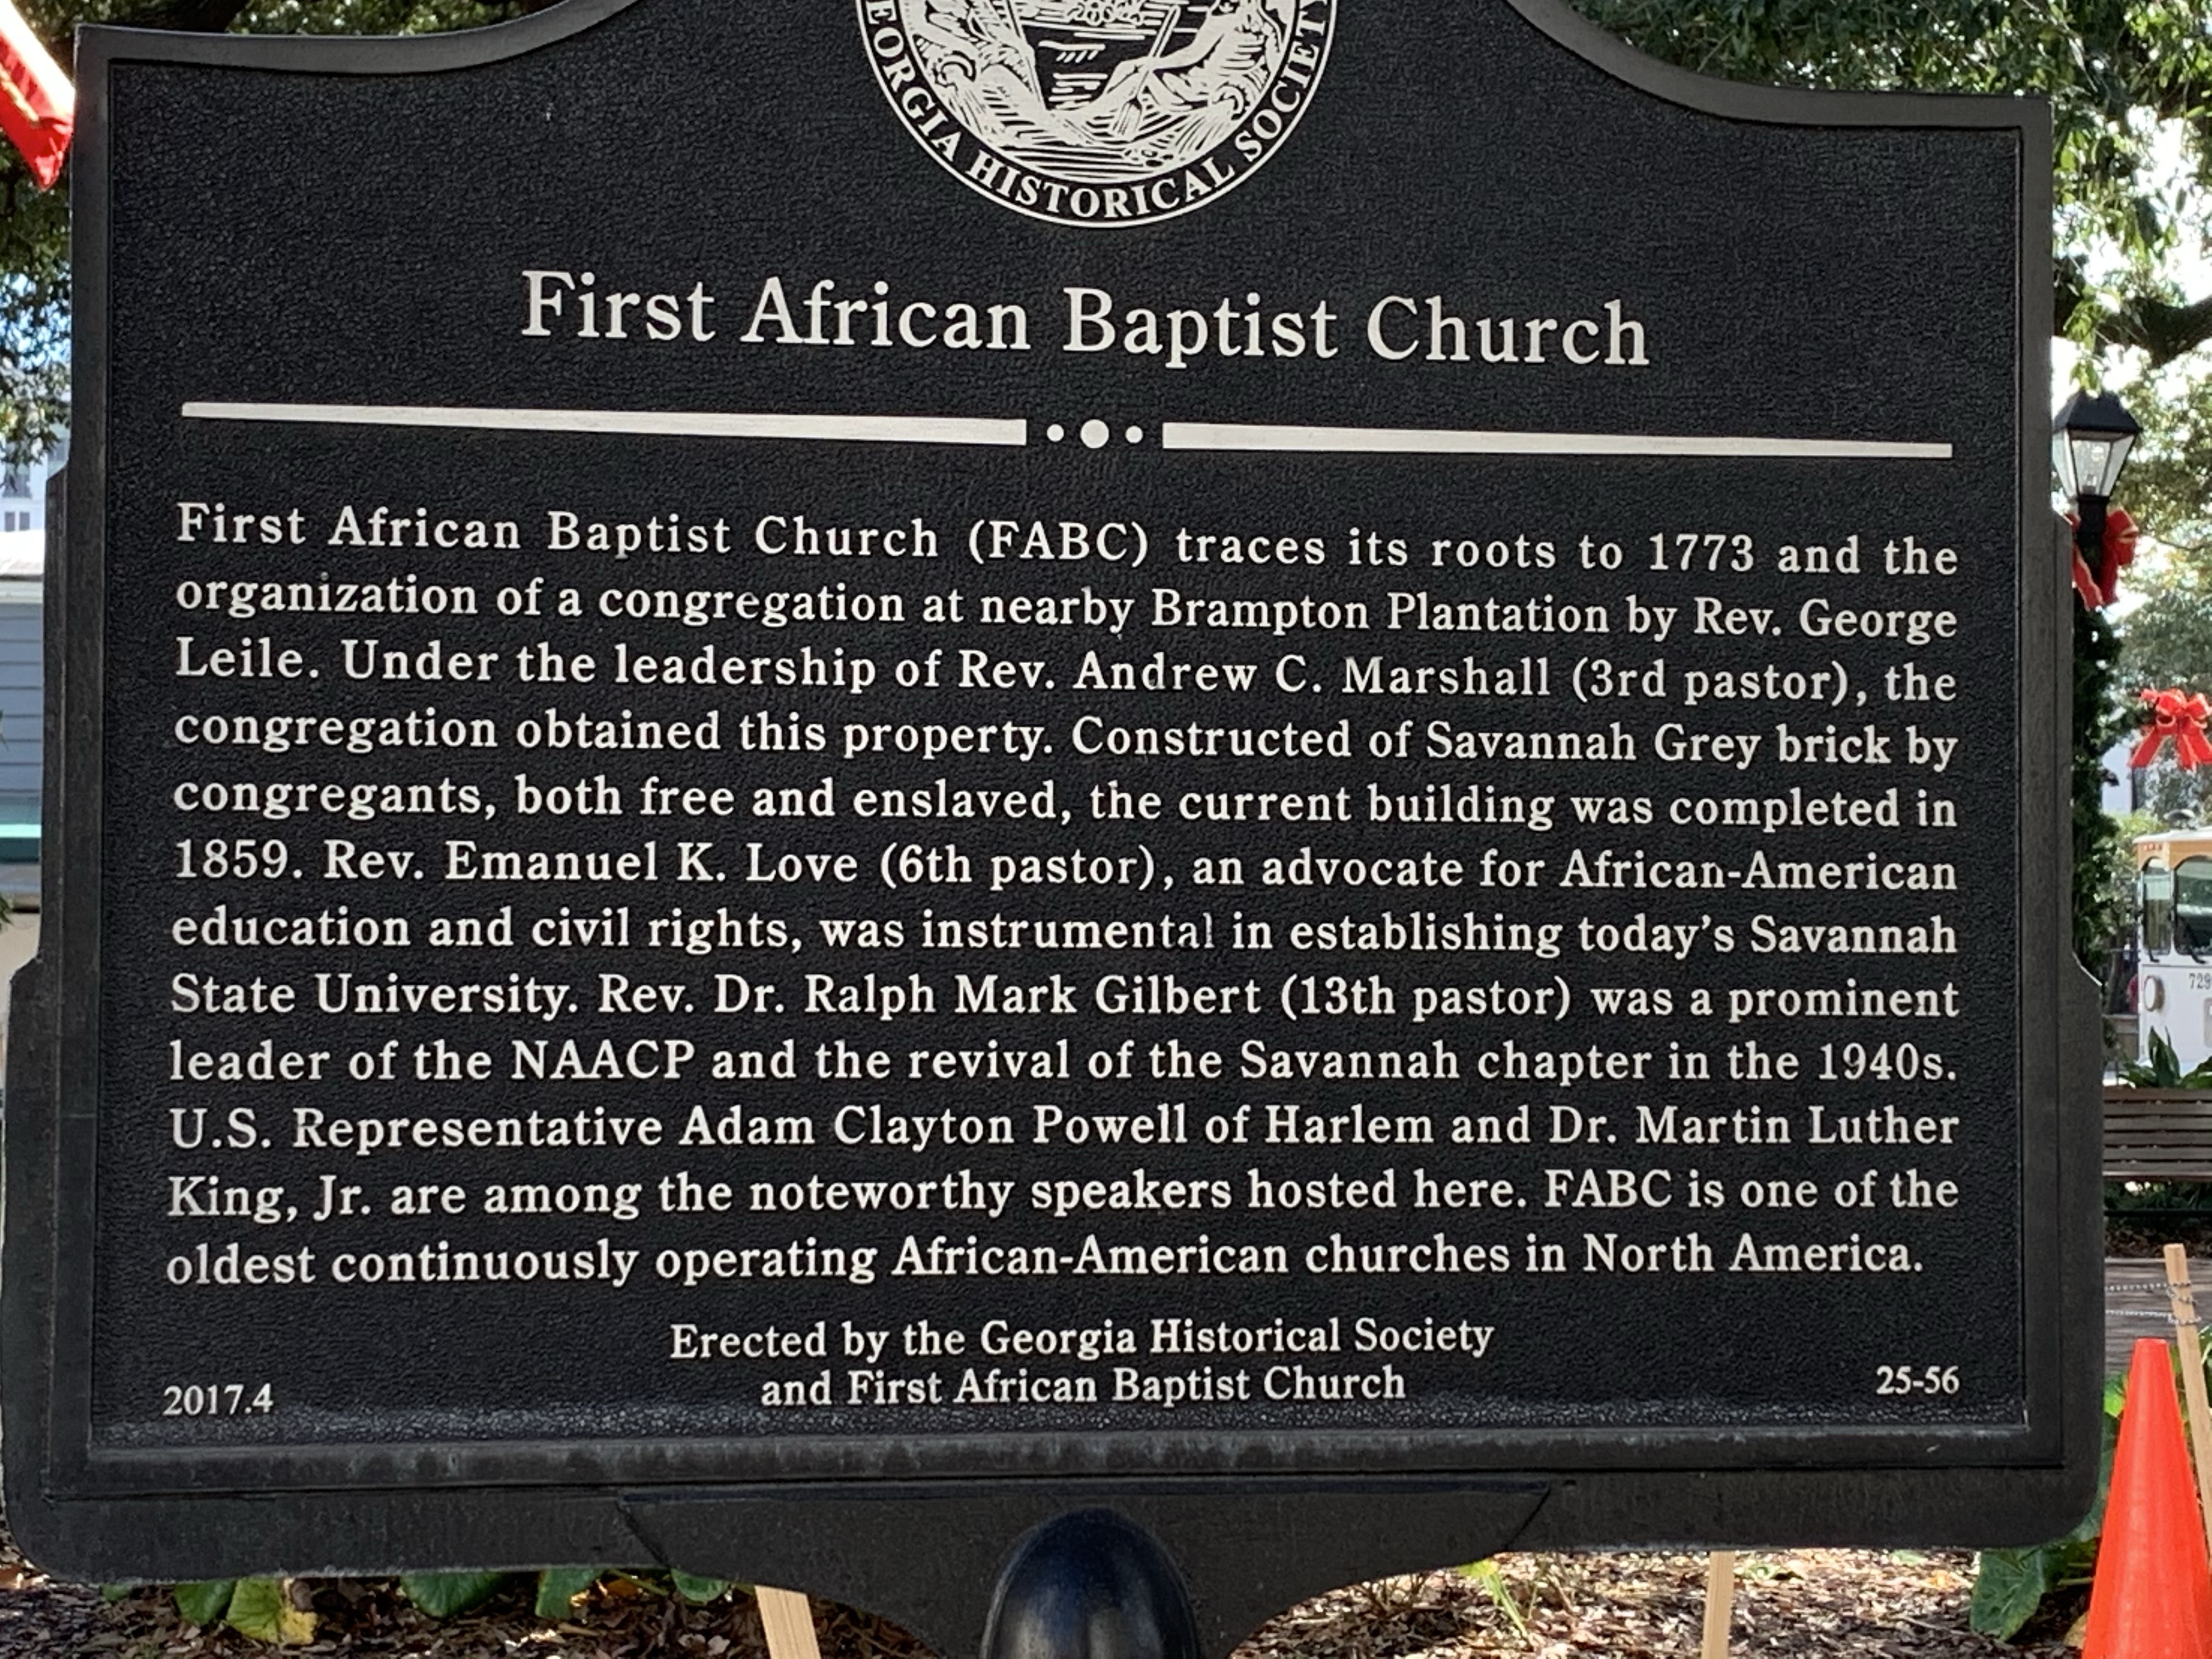 EORGIA HISTORICAL SOCIETY
First African Baptist Church
First African Baptist Church (FABC) traces its roots to 1773 and the
organization of a congregation at nearby Brampton Plantation by Rev. George
Leile. Under the leadership of Rev. Andrew C. Marshall (3rd pastor), the
congregation obtained this property. Constructed of Savannah Grey brick by
congregants, both free and enslaved, the current building was completed in
1859. Rev. Emanuel K. Love (6th pastor), an advocate for African-American
education and civil rights, was instrumental in establishing today's Savannah
State University. Rev. Dr. Ralph Mark Gilbert (13th pastor) was a prominent
leader of the NAACP and the revival of the Savannah chapter in the 1940s.
U.S. Representative Adam Clayton Powell of Harlem and Dr. Martin Luther
King, Jr. are among the noteworthy speakers hosted here. FABC is one of the
oldest continuously operating African-American churches in North America.
Erected by the Georgia Historical Society
and First African Baptist Church
2017.4
25-56
729